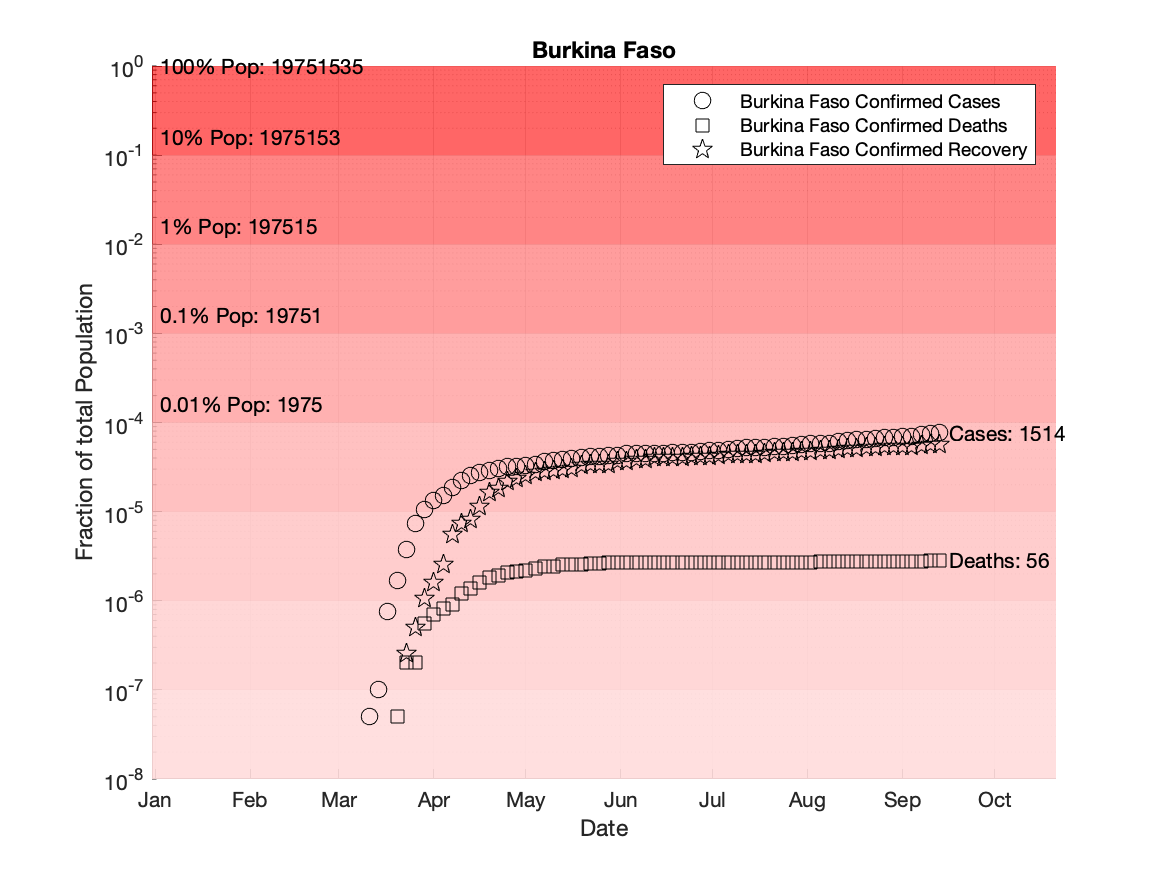 Burkina Faso
10^0
10^-1
10^-2
10^-3
10^-4
10^-5
10^-6
10^-7
10^-8
Fraction of total Population
100% Pop: 19751535
10% Pop: 1975153
1% Pop: 197515
0.1% Pop: 19751
0.01% Pop: 1975
Burkina Faso Confirmed Cases
Burkina Faso Confirmed Deaths
Burkina Faso Confirmed Recovery
Cases: 1514
Deaths: 56
Jan Feb Mar Apr May Jun Jul Aug Sep Oct
Date